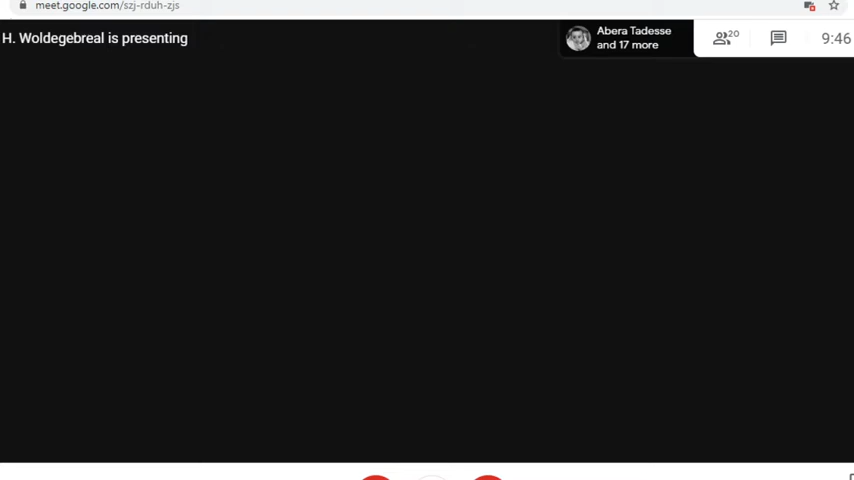 meet.google.com/szj-rduh-zjs
H. Woldegebreal is presenting
Abera Tadesse
and 17 more
20
9:46